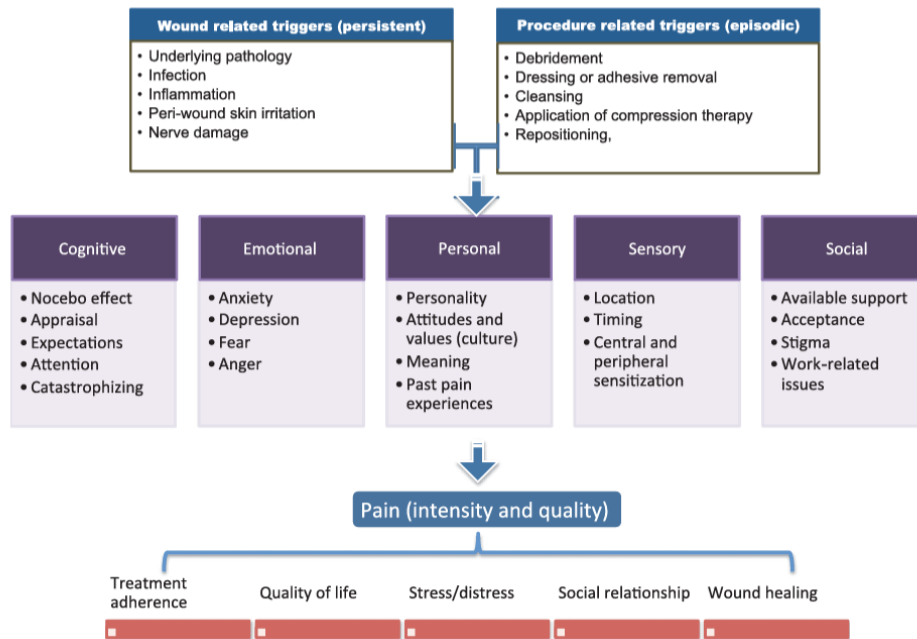 Wound related triggers (persistent)
• Underlying pathology
• Infection
• Inflammation
• Peri-wound skin irritation
• Nerve damage
Procedure related triggers (episodic)
• Debridement
• Dressing or adhesive removal
• Cleansing
• Application of compression therapy
• Repositioning,
Cognitive
• Nocebo effect
• Appraisal
• Expectations
• Attention
• Catastrophizing
Emotional
• Anxiety
• Depression
• Fear
• Anger
Personal
• Personality
• Attitudes and
values (culture)
• Meaning
• Past pain
experiences
Sensory
• Location
• Timing
• Central and
peripheral
sensitization
Social
• Available support
• Acceptance
• Stigma
• Work-related
issues
Pain (intensity and quality)
Treatment
adherence
Quality of life
Stress/distress
Social relationship
Wound healing